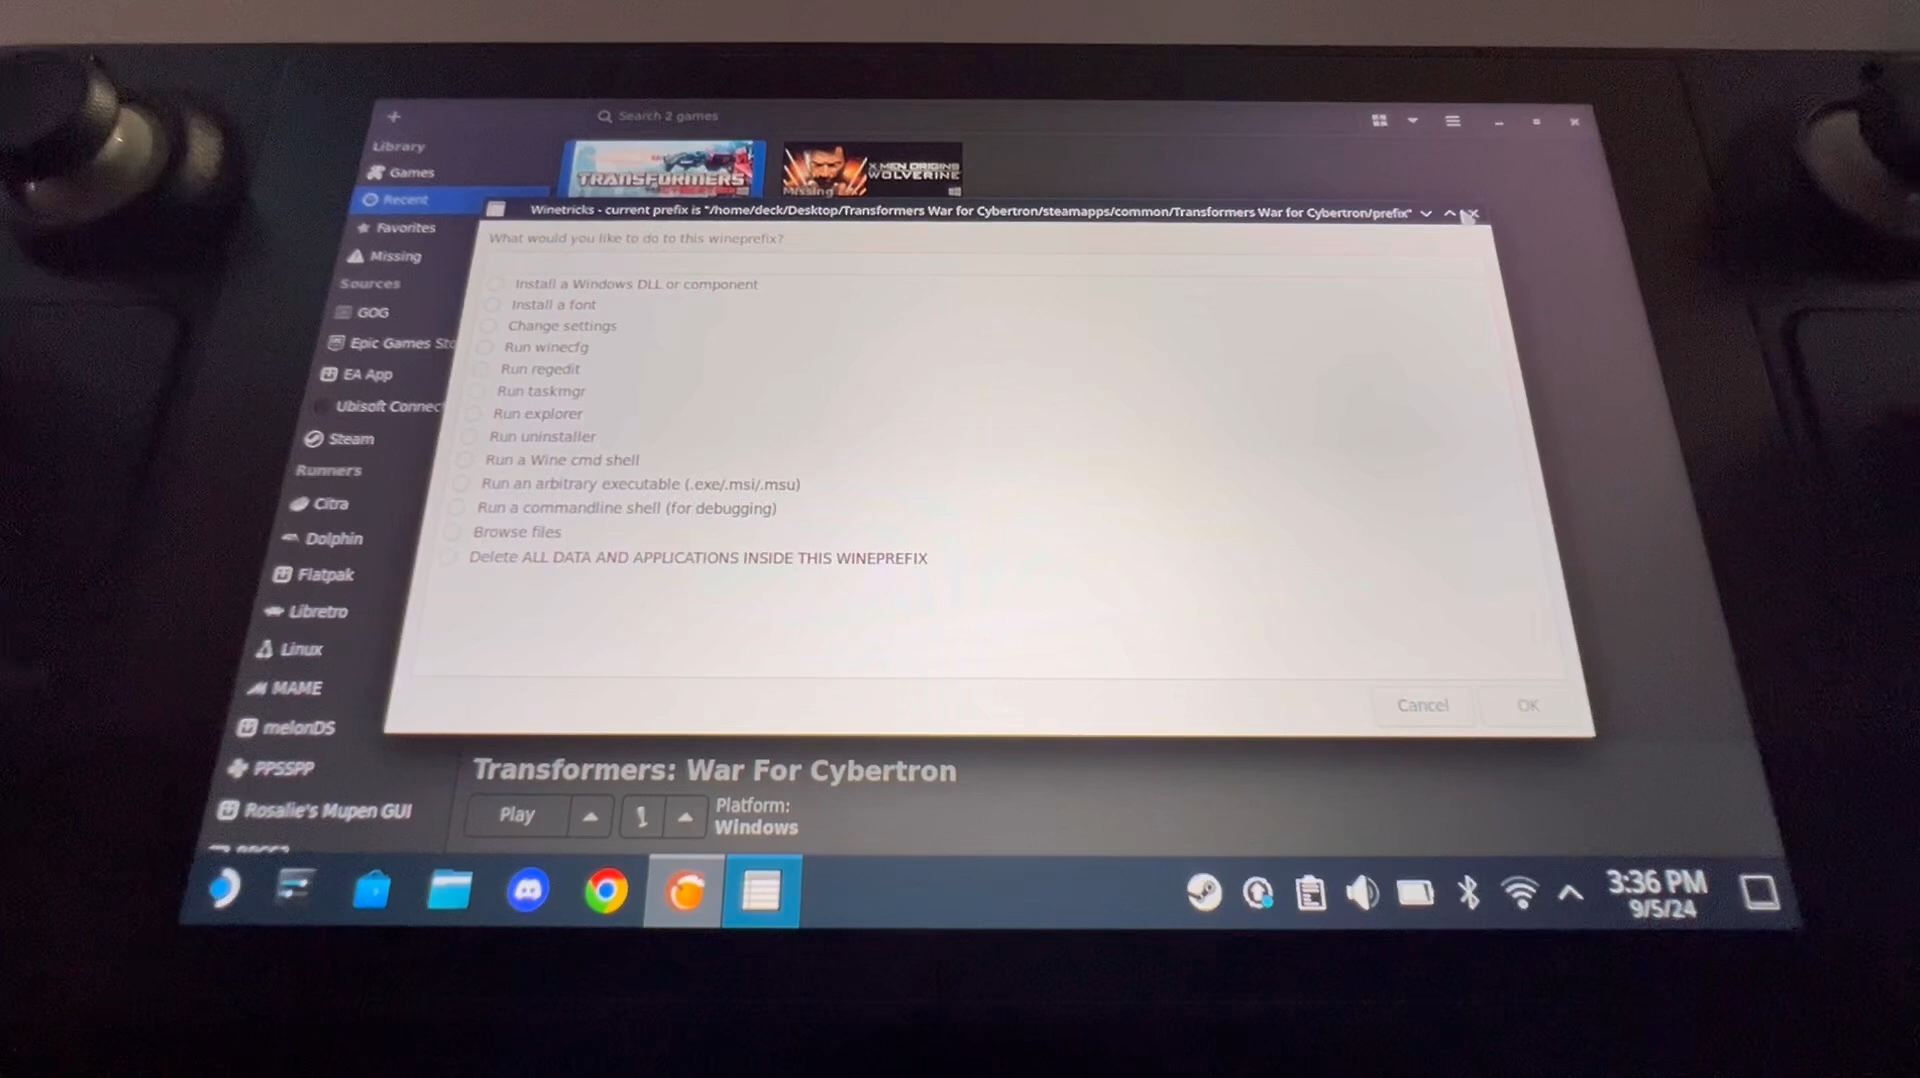 Search 2 games
Library
Games
Recent
Favorites
Missing
Sources
GOG
Epic Games Sto
EA App
Ubisoft Connec
Steam
Runners
Citra
Dolphin
Flatpak
Libretro
Linux
MAME
melonDS
PPSSPP
Rosalie's Mupen GUI
TRANSFORMERS
X-MEN ORIGINS
WOLVERINE
Missing
Winetricks - current prefix is "/home/deck/Desktop/Transformers War for Cybertron/steamapps/common/Transformers War for Cybertron/prefix"
What would you like to do to this wineprefix?
Install a Windows DLL or component
Install a font
Change settings
Run winecfg
Run regedit
Run taskmgr
Run explorer
Run uninstaller
Run a Wine cmd shell
Run an arbitrary executable (.exe/.msi/.msu)
Run a commandline shell (for debugging)
Browse files
Delete ALL DATA AND APPLICATIONS INSIDE THIS WINEPREFIX
Cancel
OK
Transformers: War For Cybertron
Play
Platform:
Windows
3:36 PM
9/5/24